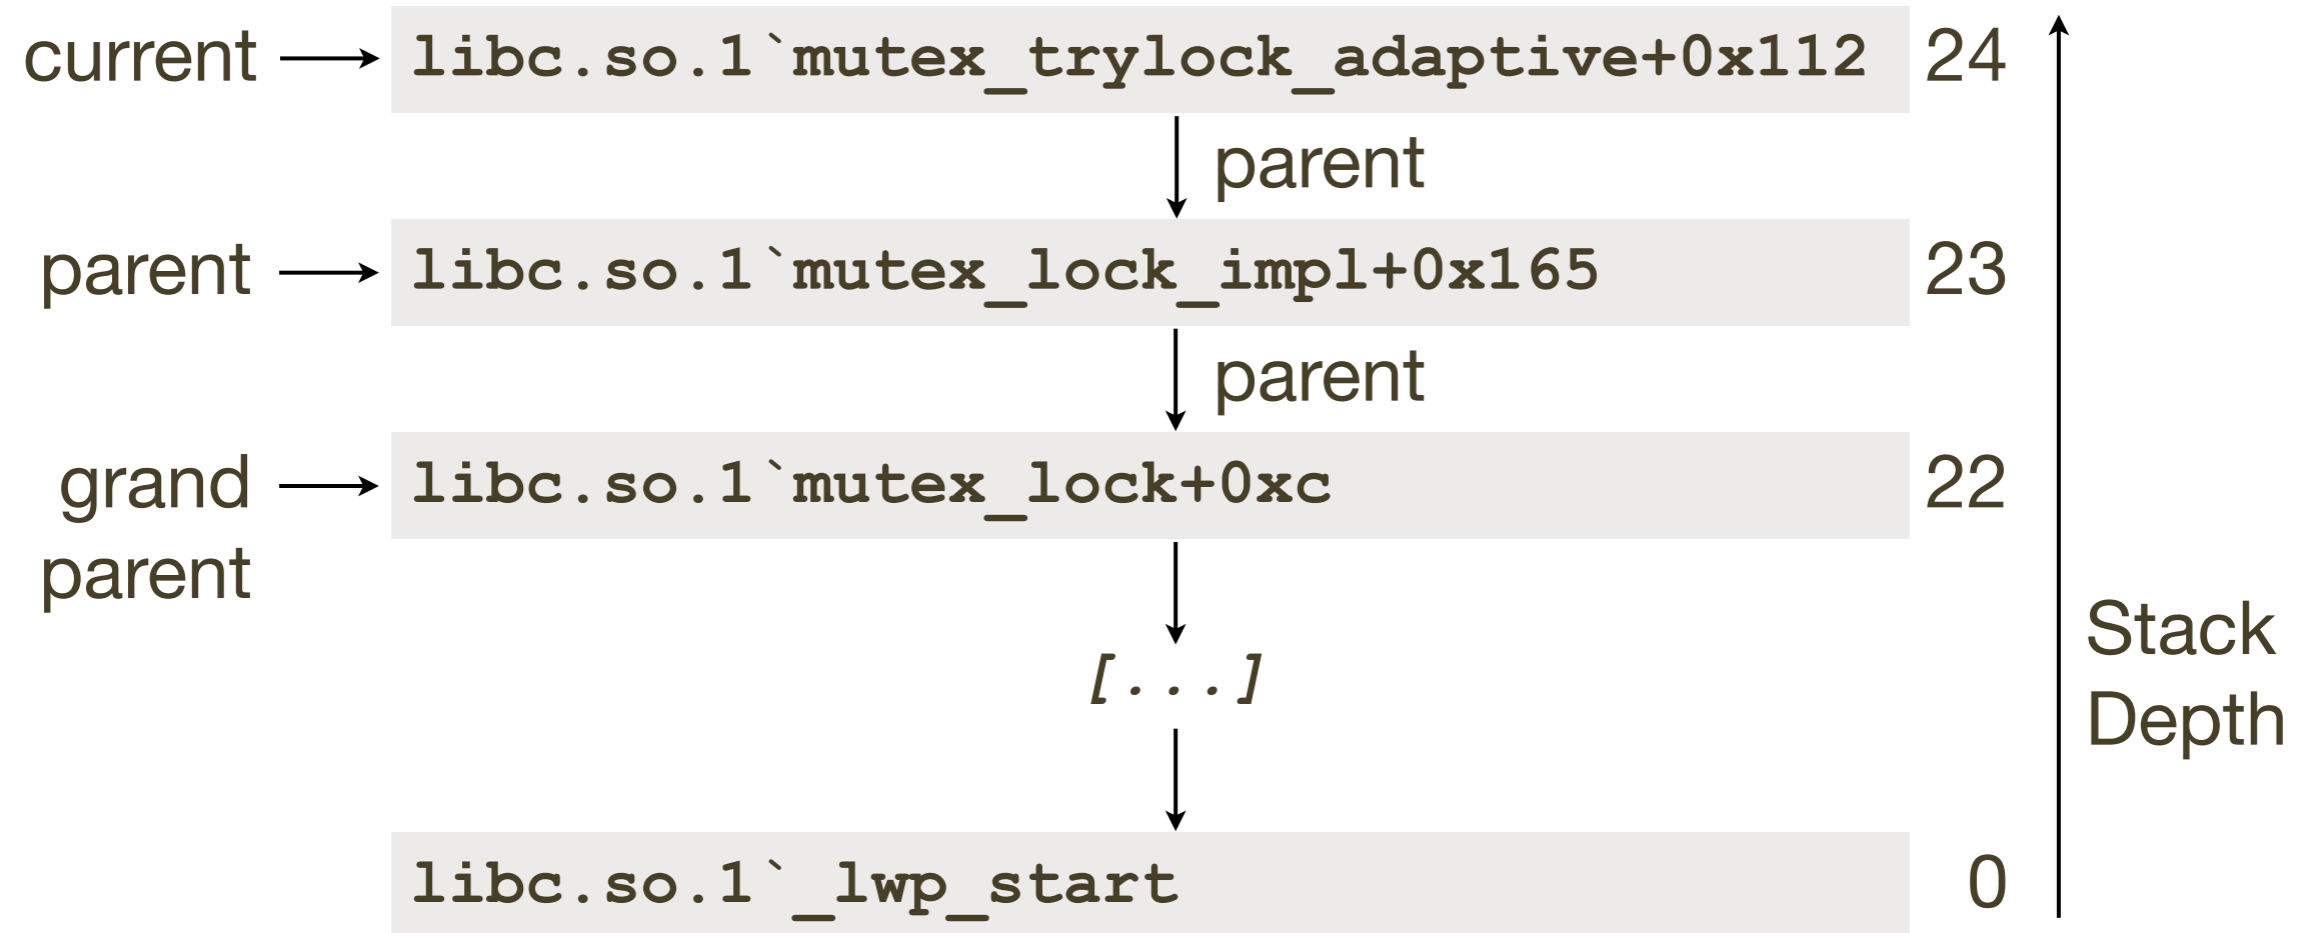 current libc.so.1`mutex_trylock_adaptive+0x112 24
parent
parent libc.so.1`mutex_lock_impl+0x165 23
parent
grand libc.so.1`mutex_lock+0xc 22
parent
Stack
[...]
Depth
libc.so.1`_lwp_start 0